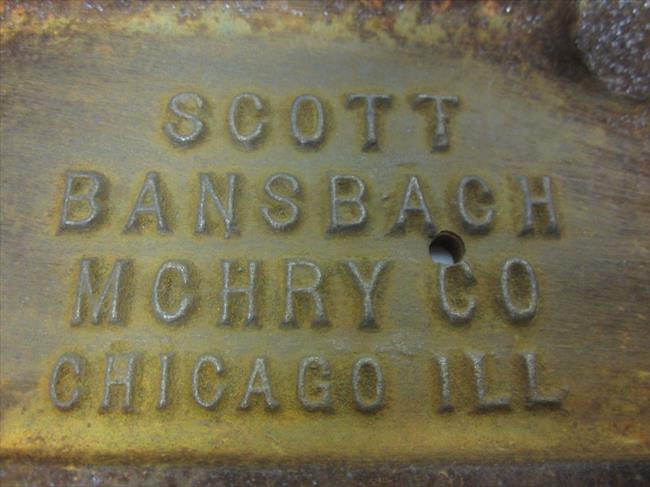 SCOTT
BANSBACH
MCHRY CO
CHICAGO ILL